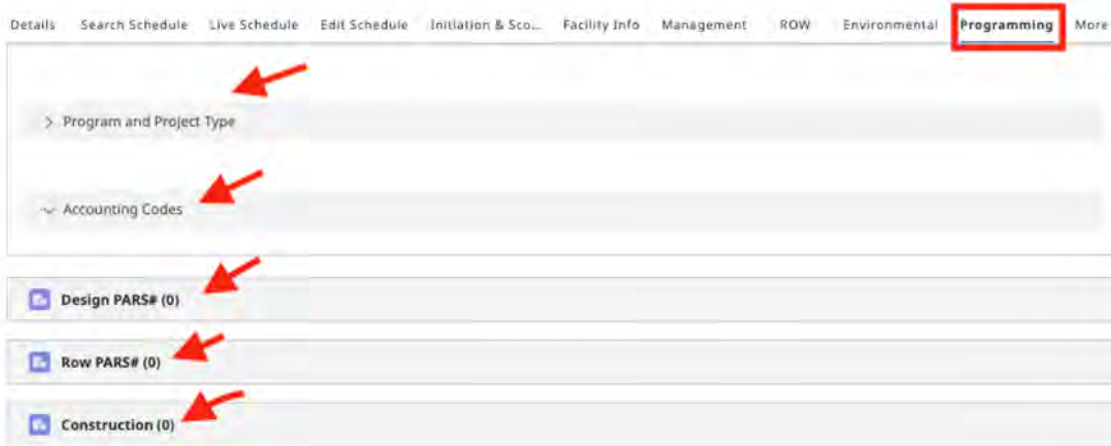 Details Search Schedule Live Schedule Edit Schedule Initiation & Sco... Facility Info Management ROW Environmental Programming More
Program and Project Type
Accounting Codes
Design PARS# (0)
Row PARS# (0)
Construction (0)